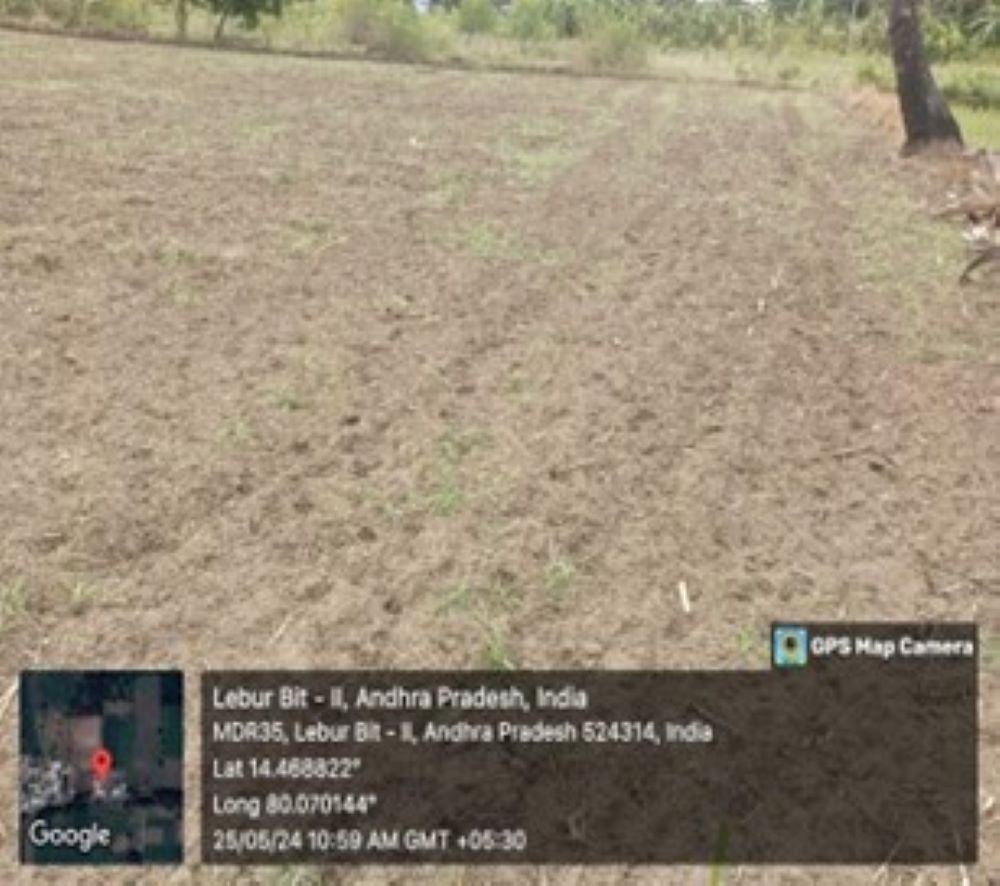 GPS Map Camera
Lebur Bit - II, Andhra Pradesh, India
MDR35, Lebur Bit - II, Andhra Pradesh 524314, India
Lat 14.468822°
Long 80.070144°
25/05/24 10:59 AM GMT +05:30
Google